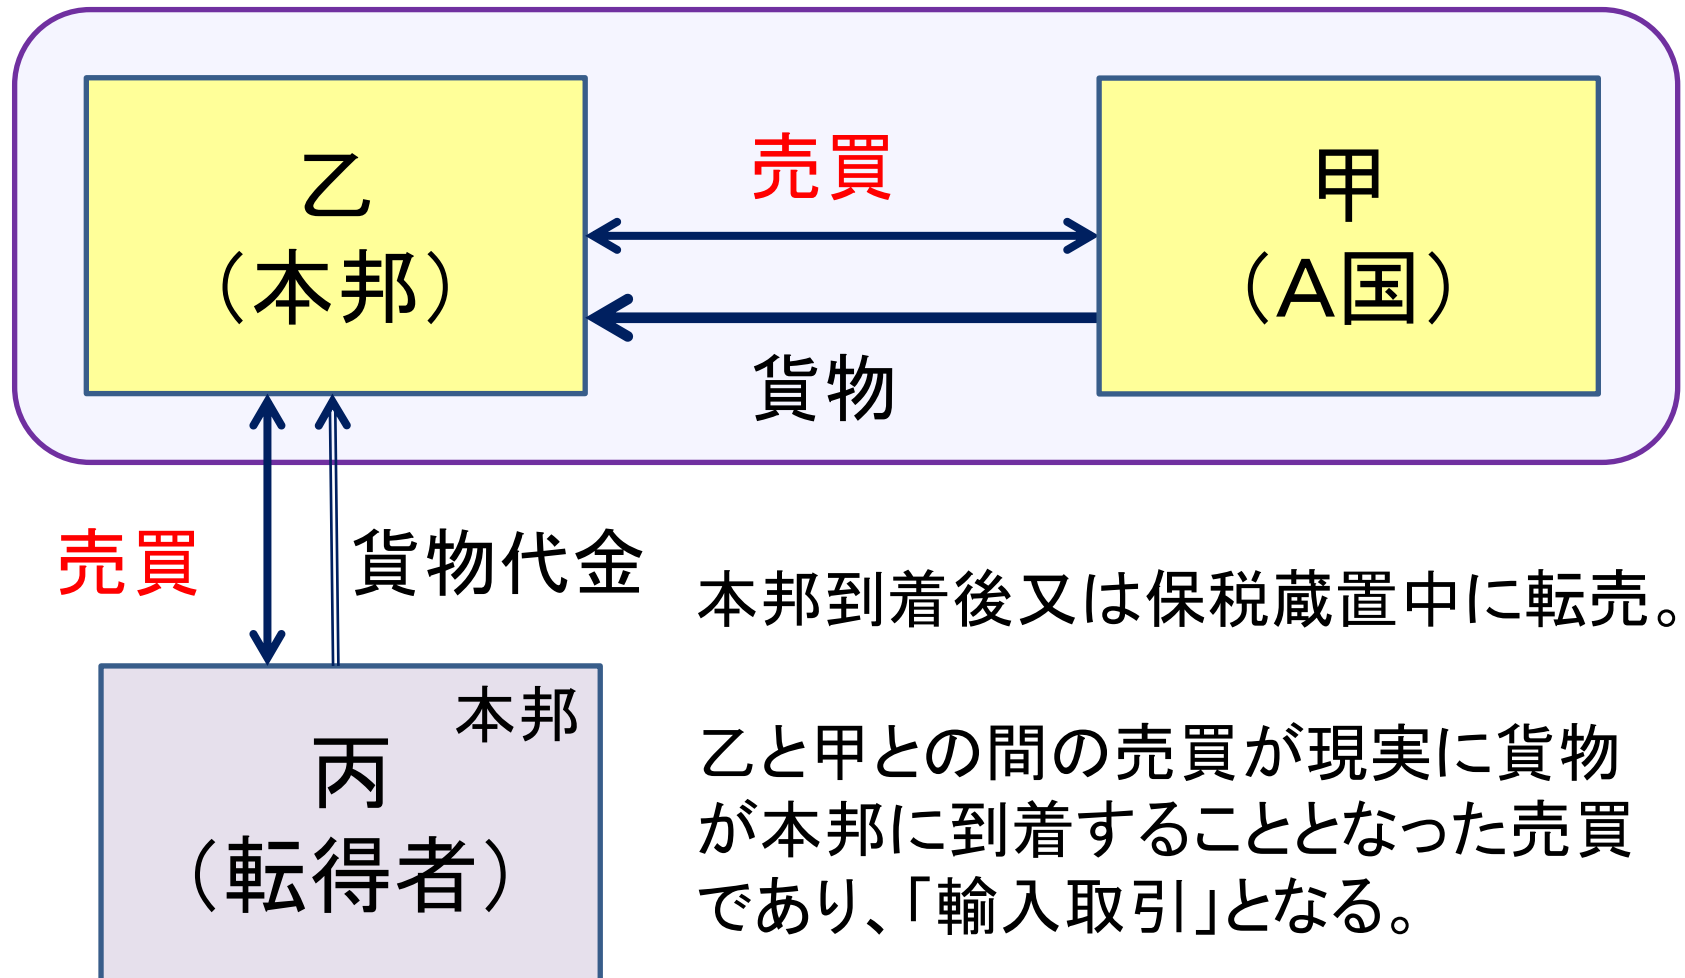 乙
（本邦）
売買
甲
（A国）
貨物
売買
貨物代金
本邦到着後又は保税蔵置中に転売。
本邦
丙
（転得者）
乙と甲との間の売買が現実に貨物
が本邦に到着することとなった売買
であり、「輸入取引」となる。